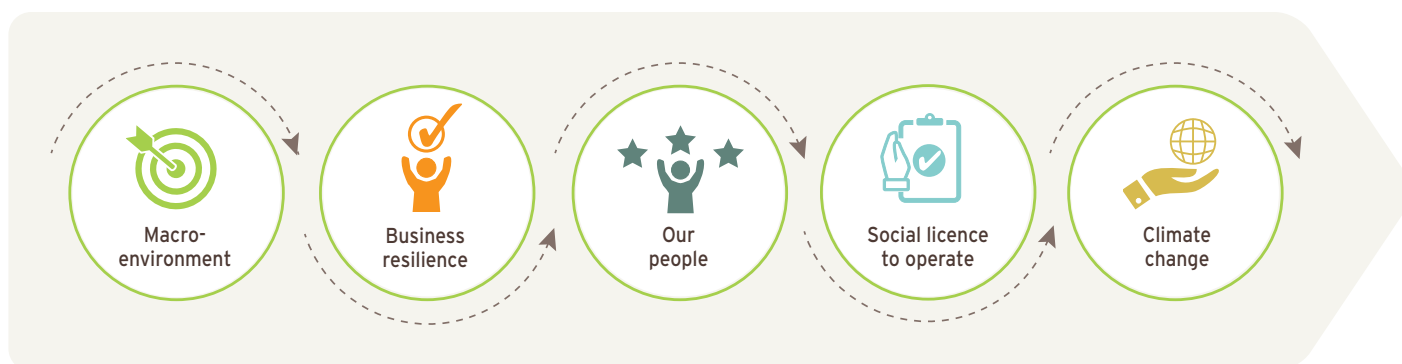 Macro-
environment
Business
resilience
Our
people
Social licence
to operate
Climate
change